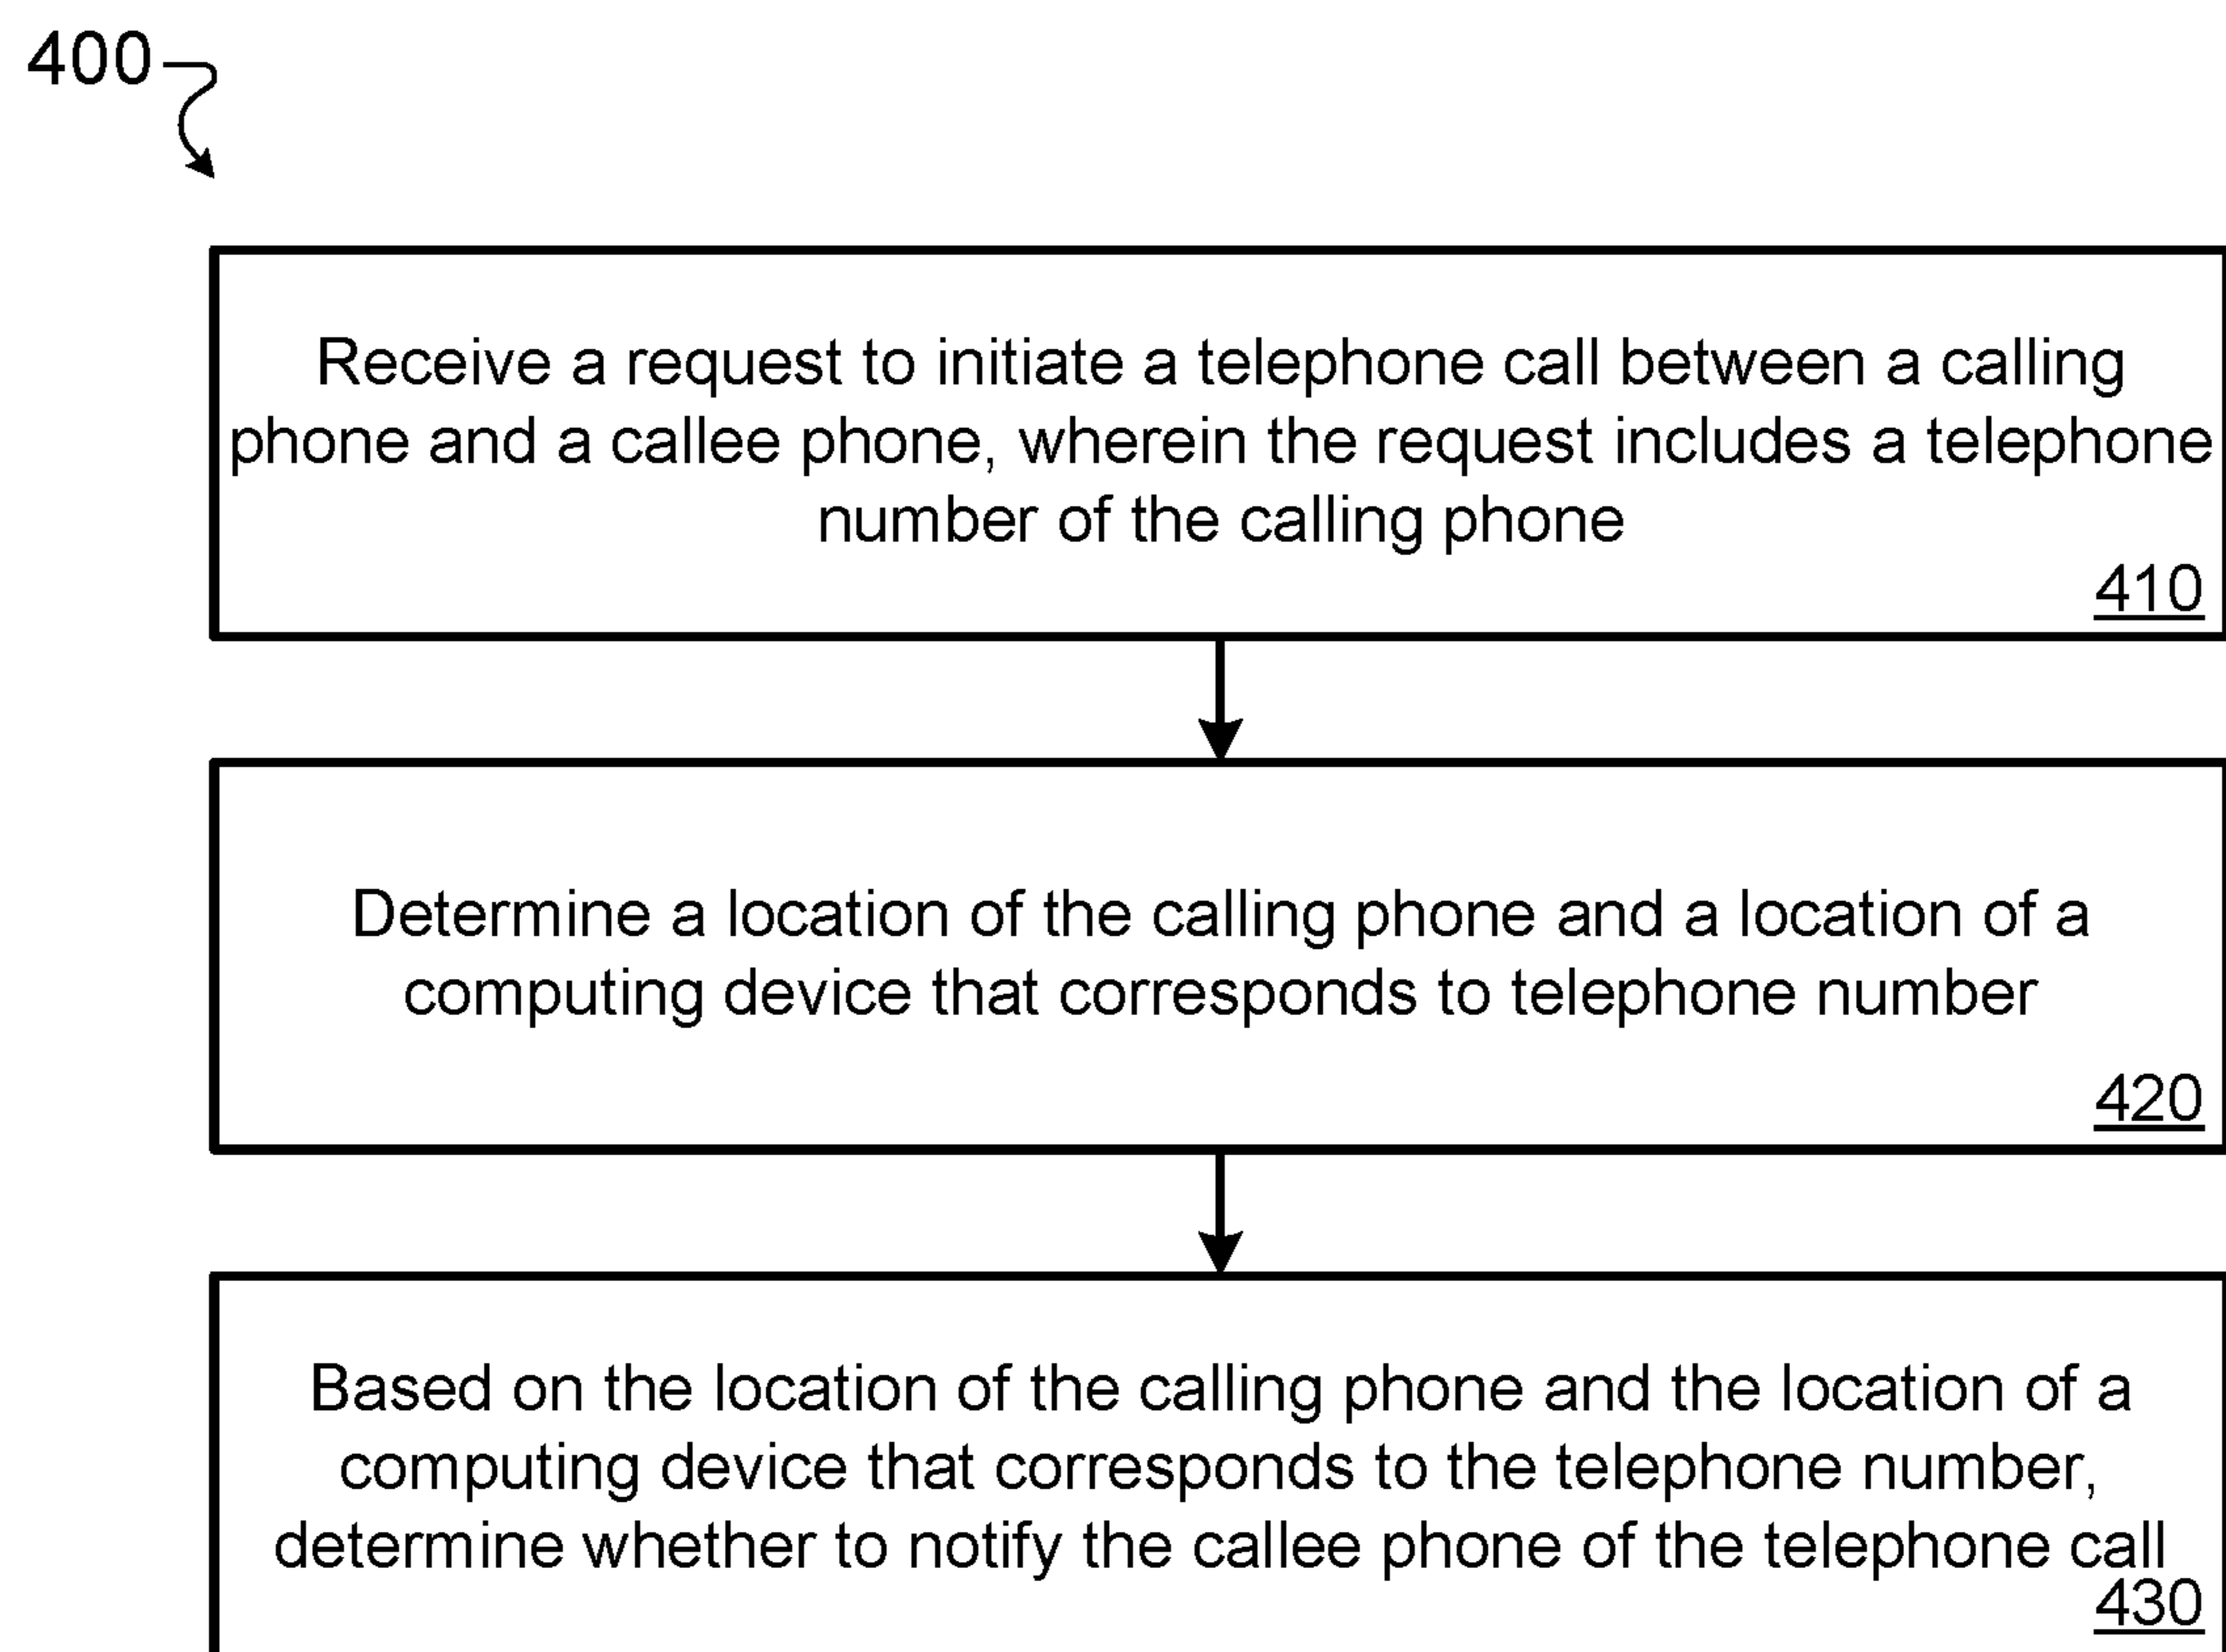 400
Receive a request to initiate a telephone call between a calling
phone and a callee phone, wherein the request includes a telephone
number of the calling phone
410
Determine a location of the calling phone and a location of a
computing device that corresponds to telephone number
420
Based on the location of the calling phone and the location of a
computing device that corresponds to the telephone number,
determine whether to notify the callee phone of the telephone call
430